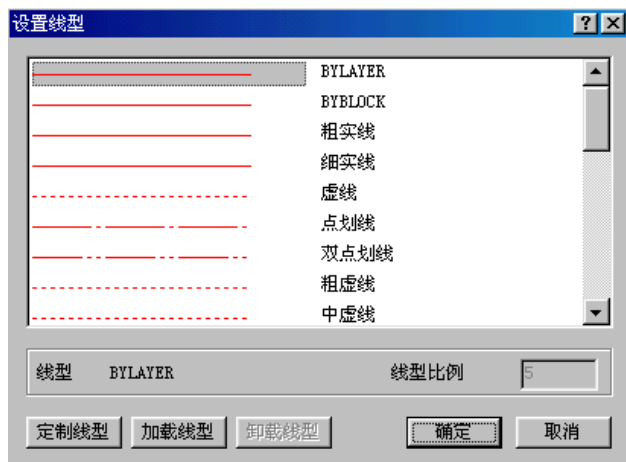 设置线型
BYLAYER
BYBLOCK
粗实线
细实线
虚线
点划线
双点划线
粗虚线
中虚线
线型 BYLAYER 线型比例 5
定制线型 加载线型 卸载线型 确定 取消